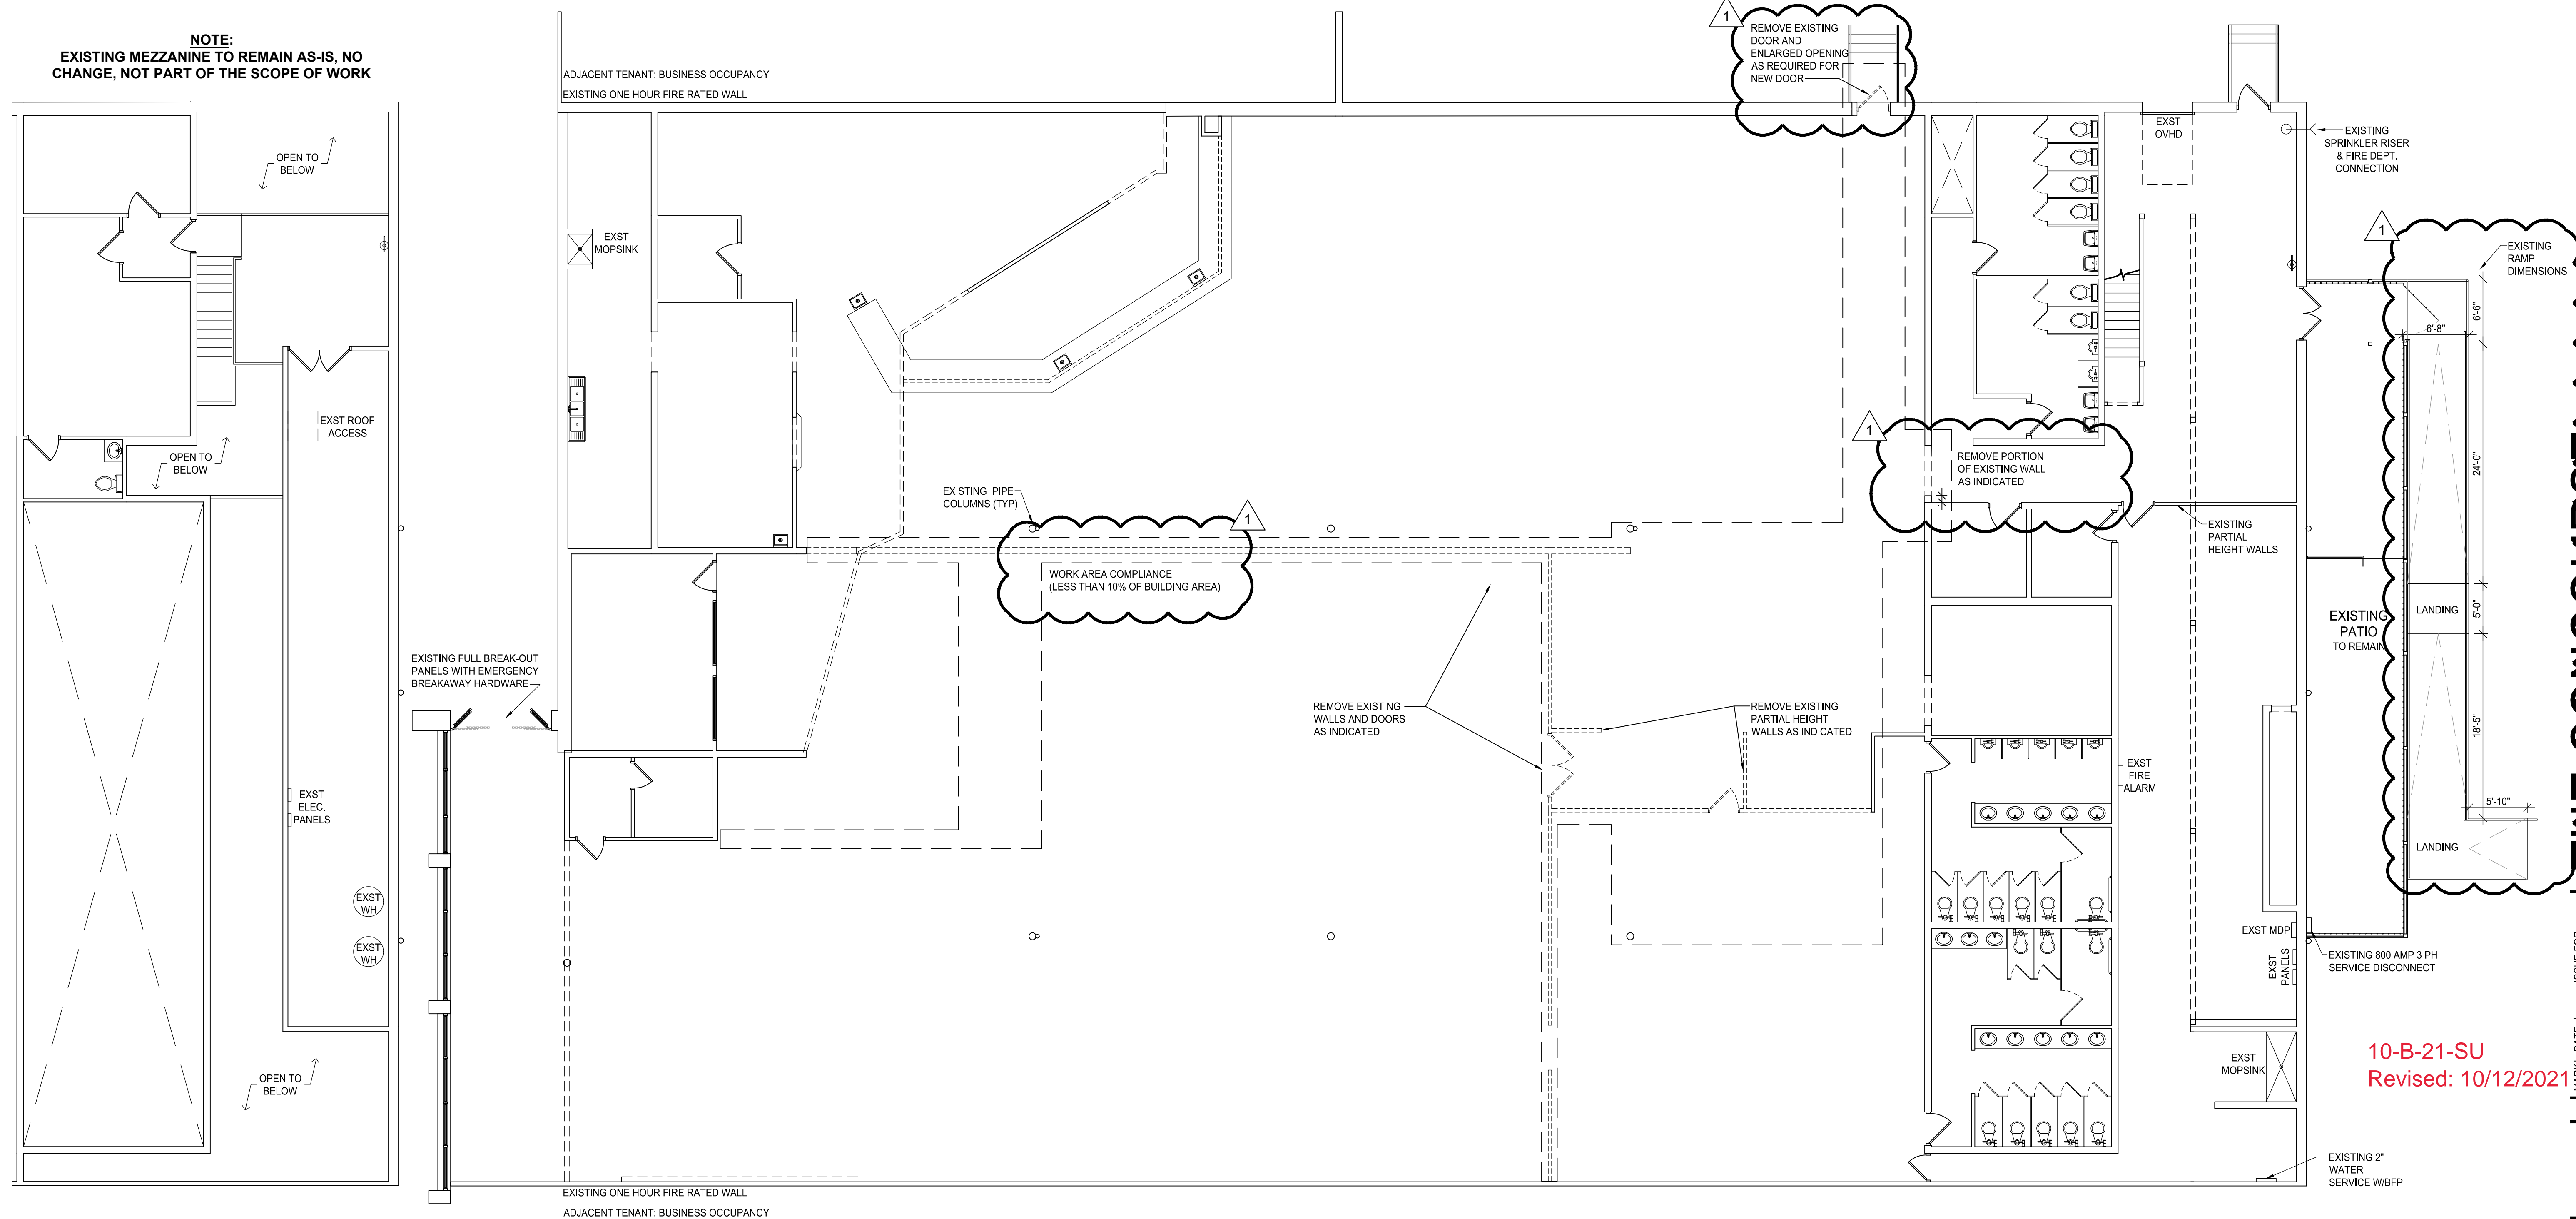 NOTE:
EXISTING MEZZANINE TO REMAIN AS-IS, NO
CHANGE, NOT PART OF THE SCOPE OF WORK
OPEN TO
BELOW
EXST ROOF
ACCESS
OPEN TO
BELOW
EXST
ELEC.
PANELS
EXST
WH
EXST
WH
OPEN TO
BELOW
ADJACENT TENANT: BUSINESS OCCUPANCY
EXISTING ONE HOUR FIRE RATED WALL
EXST
MOPSINK
EXISTING FULL BREAK-OUT
PANELS WITH EMERGENCY
BREAKAWAY HARDWARE
EXISTING PIPE
COLUMNS (TYP)
1
WORK AREA COMPLIANCE
(LESS THAN 10% OF BUILDING AREA)
REMOVE EXISTING
WALLS AND DOORS
AS INDICATED
REMOVE EXISTING
PARTIAL HEIGHT
WALLS AS INDICATED
1
REMOVE EXISTING
DOOR AND
ENLARGED OPENING
AS REQUIRED FOR
NEW DOOR
1
REMOVE PORTION
OF EXISTING WALL
AS INDICATED
EXST
OVHD
EXISTING
SPRINKLER RISER
& FIRE DEPT.
CONNECTION
EXISTING
PARTIAL
HEIGHT WALLS
EXST
FIRE
ALARM
1
EXISTING
RAMP
DIMENSIONS
6'-6"
6'-8"
24'-0"
LANDING
5'-0"
EXISTING
PATIO
TO REMAIN
18'-5"
5'-10"
LANDING
EXST MDP
EXST
PANELS
EXISTING 800 AMP 3 PH
SERVICE DISCONNECT
EXST
MOPSINK
10-B-21-SU
Revised: 10/12/2021
EXISTING 2"
WATER
SERVICE W/BFP
EXISTING ONE HOUR FIRE RATED WALL
ADJACENT TENANT: BUSINESS OCCUPANCY